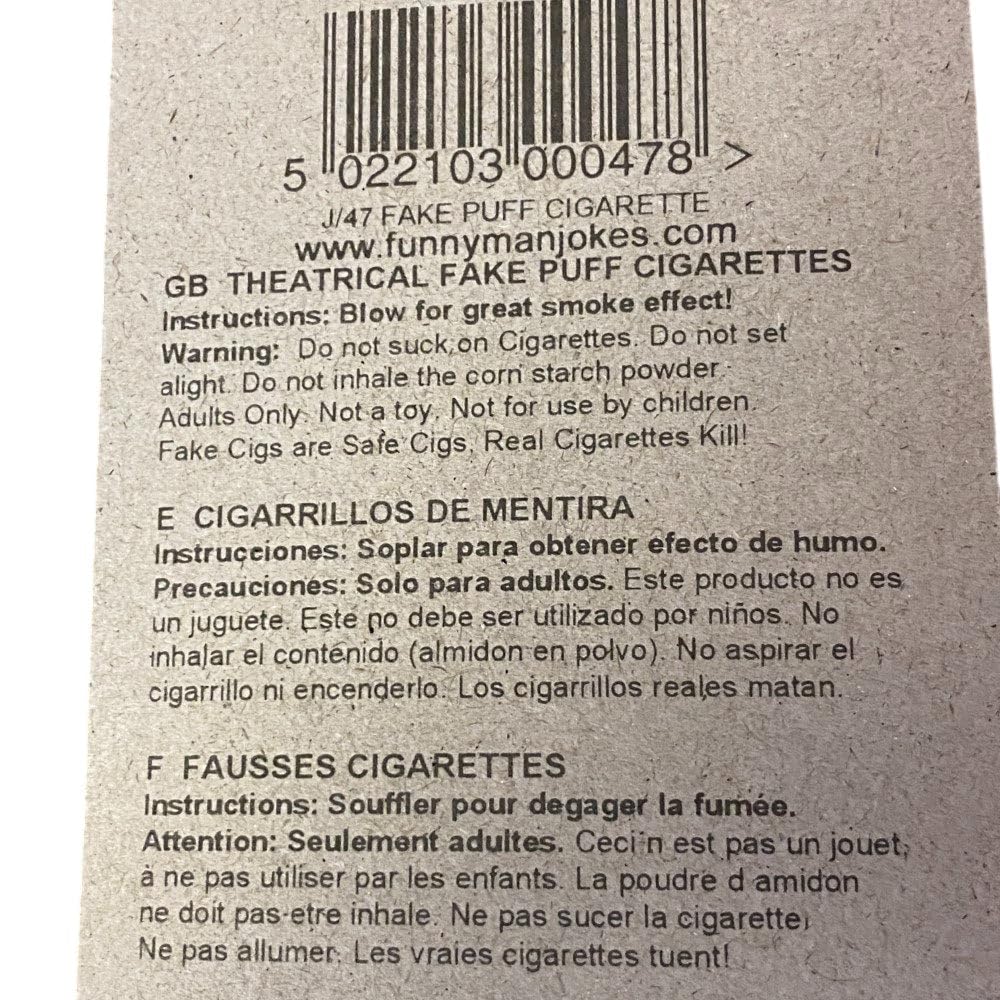 5 022103 000478 >
J/47 FAKE PUFF CIGARETTE
www.funnymanjokes.com
GB THEATRICAL FAKE PUFF CIGARETTES
Instructions: Blow for great smoke effect!
Warning: Do not suck on Cigarettes. Do not set
alight. Do not inhale the corn starch powder.
Adults Only. Not a toy. Not for use by children.
Fake Cigs are Safe Cigs, Real Cigarettes Kill!
E CIGARRILLOS DE MENTIRA
Instrucciones: Soplar para obtener efecto de humo.
Precauciones: Solo para adultos. Este producto no es
un juguete. Este no debe ser utilizado por niños. No
inhalar el contenido (almidon en polvo). No aspirar el
cigarrillo ni encenderlo. Los cigarrillos reales matan.
F FAUSSES CIGARETTES
Instructions: Souffler pour degager la fumée.
Attention: Seulement adultes. Ceci n est pas un jouet,
à ne pas utiliser par les enfants. La poudre d amidon
ne doit pas etre inhale. Ne pas sucer la cigarette,
Ne pas allumer. Les vraies cigarettes tuent!